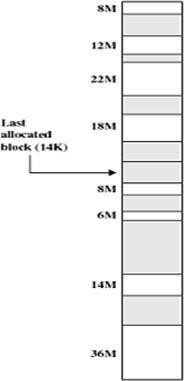 8M
12M
22M
18M
Last
allocated
block (14K)
8M
6M
14M
36M